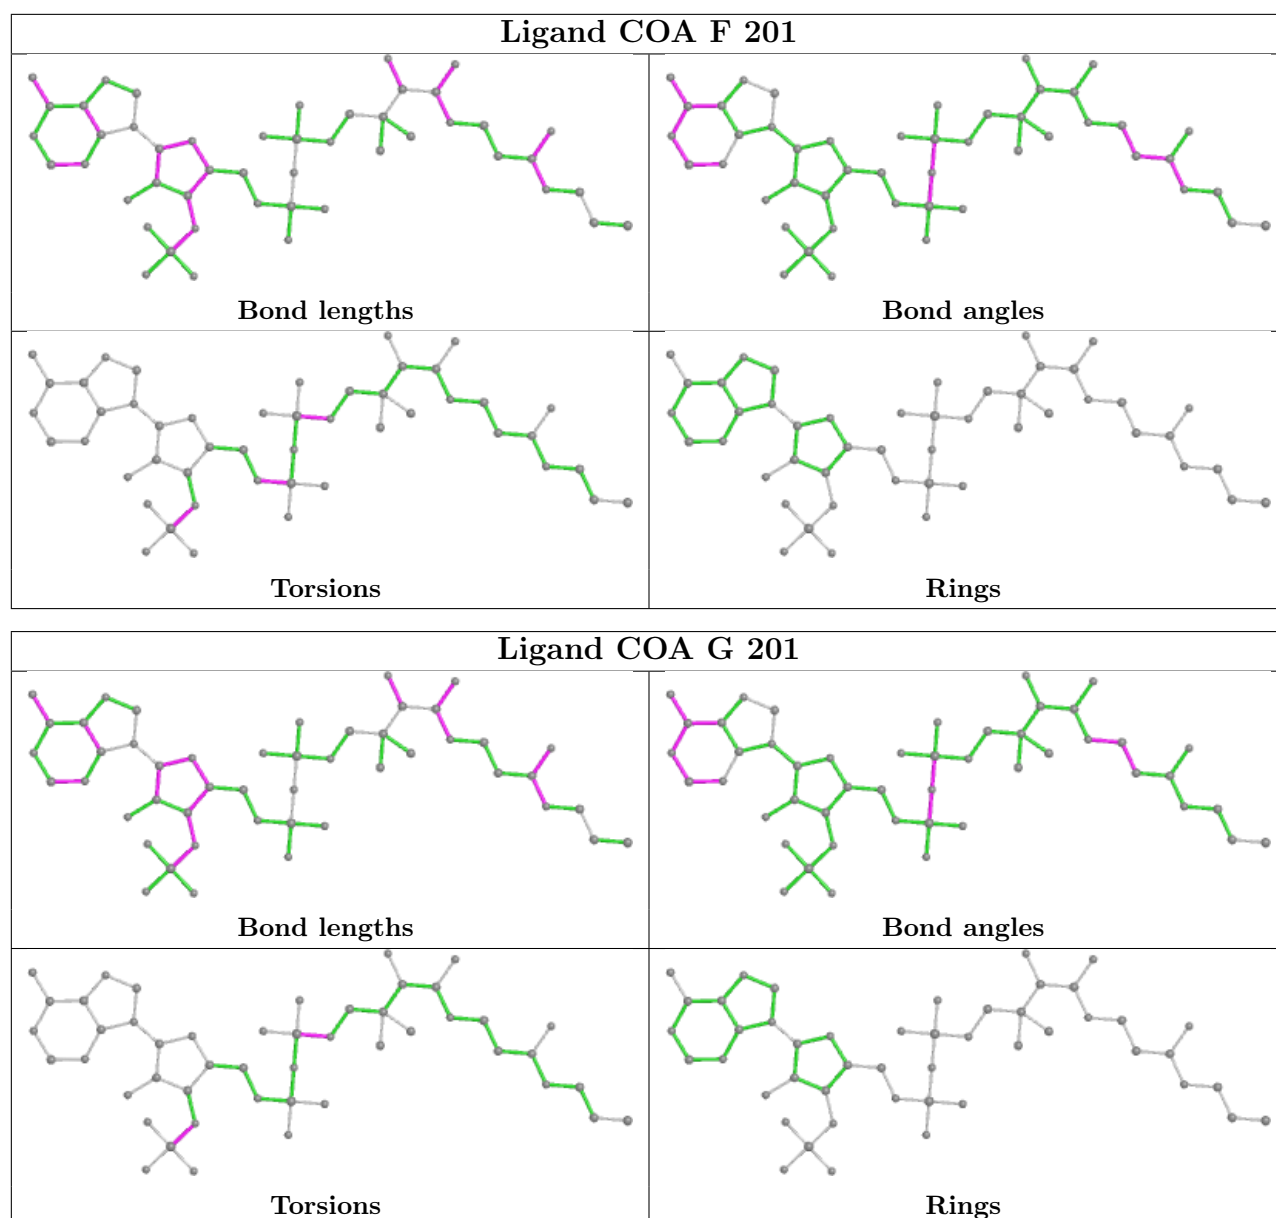 Ligand COA F 201
Bond lengths
Bond angles
Torsions
Rings
Ligand COA G 201
Bond lengths
Bond angles
Torsions
Rings